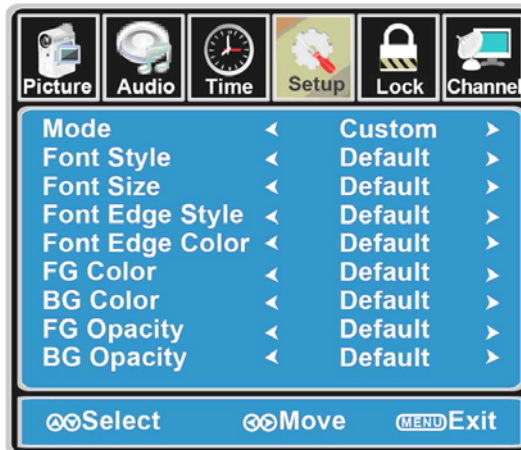 Picture Audio Time Setup Lock Channel
Mode Custom
Font Style Default
Font Size Default
Font Edge Style Default
Font Edge Color Default
FG Color Default
BG Color Default
FG Opacity Default
BG Opacity Default
Select Move MENU Exit